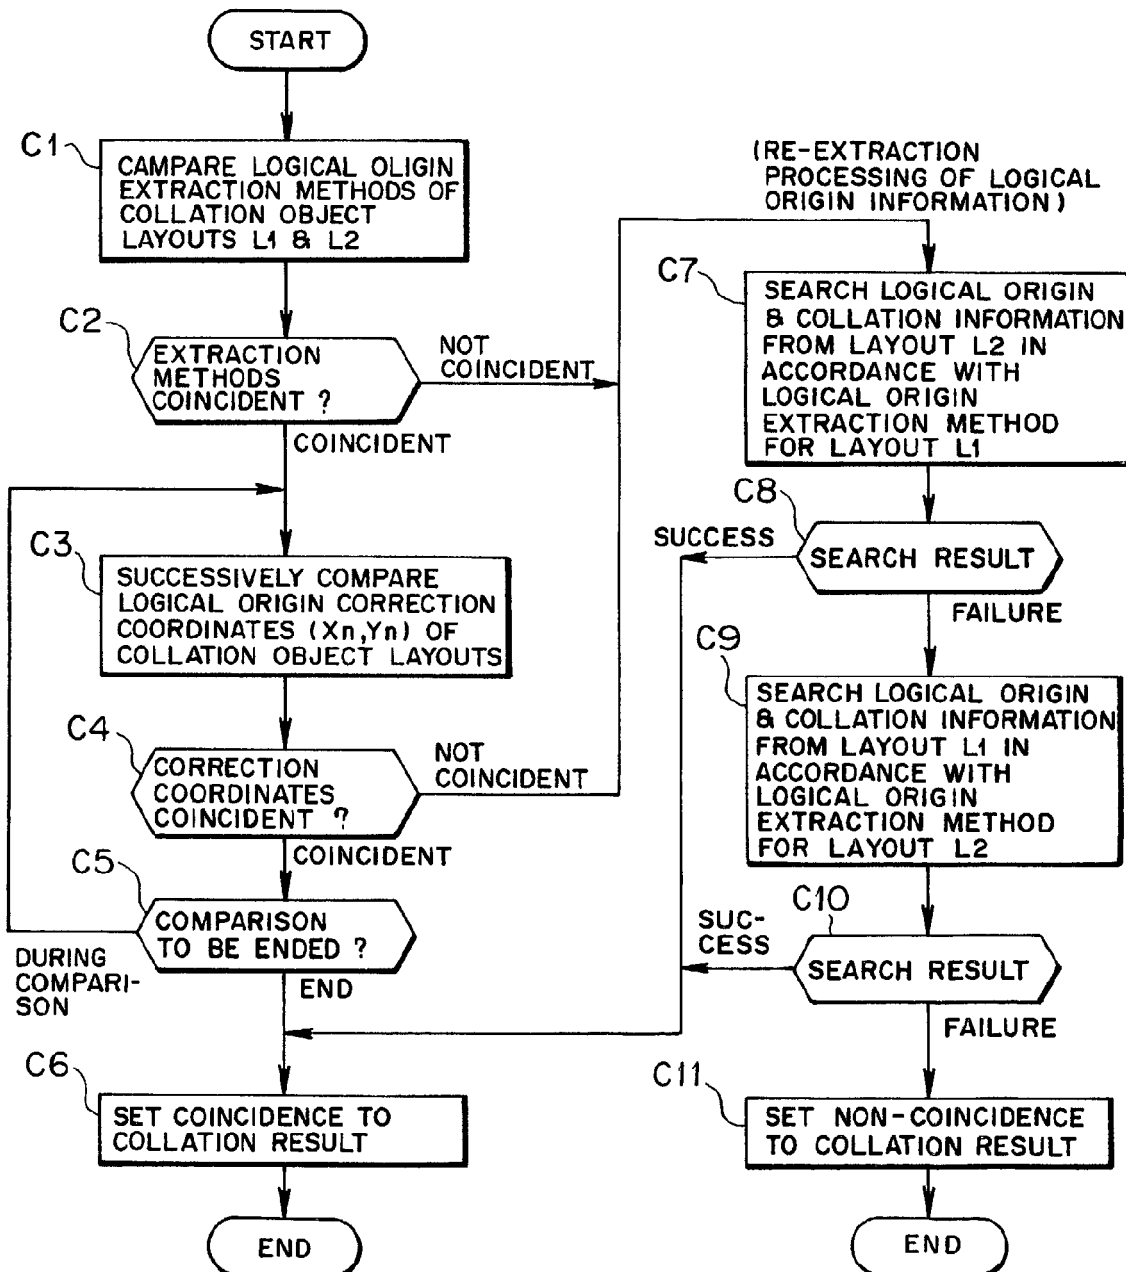 START
C1
CAMPARE LOGICAL OLIGIN
EXTRACTION METHODS OF
COLLATION OBJECT
LAYOUTS L1 & L2
C2
EXTRACTION
METHODS
COINCIDENT ?
NOT
COINCIDENT
COINCIDENT
C3
SUCCESSIVELY COMPARE
LOGICAL ORIGIN CORRECTION
COORDINATES (Xn,Yn) OF
COLLATION OBJECT LAYOUTS
C4
CORRECTION
COORDINATES
COINCIDENT ?
NOT
COINCIDENT
COINCIDENT
C5
COMPARISON
TO BE ENDED ?
DURING
COMPARI-
SON
END
C6
SET COINCIDENCE TO
COLLATION RESULT
END
(RE-EXTRACTION
PROCESSING OF LOGICAL
ORIGIN INFORMATION)
C7
SEARCH LOGICAL ORIGIN
& COLLATION INFORMATION
FROM LAYOUT L2 IN
ACCORDANCE WITH
LOGICAL ORIGIN
EXTRACTION METHOD
FOR LAYOUT L1
C8
SUCCESS
SEARCH RESULT
FAILURE
C9
SEARCH LOGICAL ORIGIN
& COLLATION INFORMATION
FROM LAYOUT L1 IN
ACCORDANCE WITH
LOGICAL ORIGIN
EXTRACTION METHOD
FOR LAYOUT L2
C10
SUC-
CESS
SEARCH RESULT
FAILURE
C11
SET NON-COINCIDENCE
TO COLLATION RESULT
END